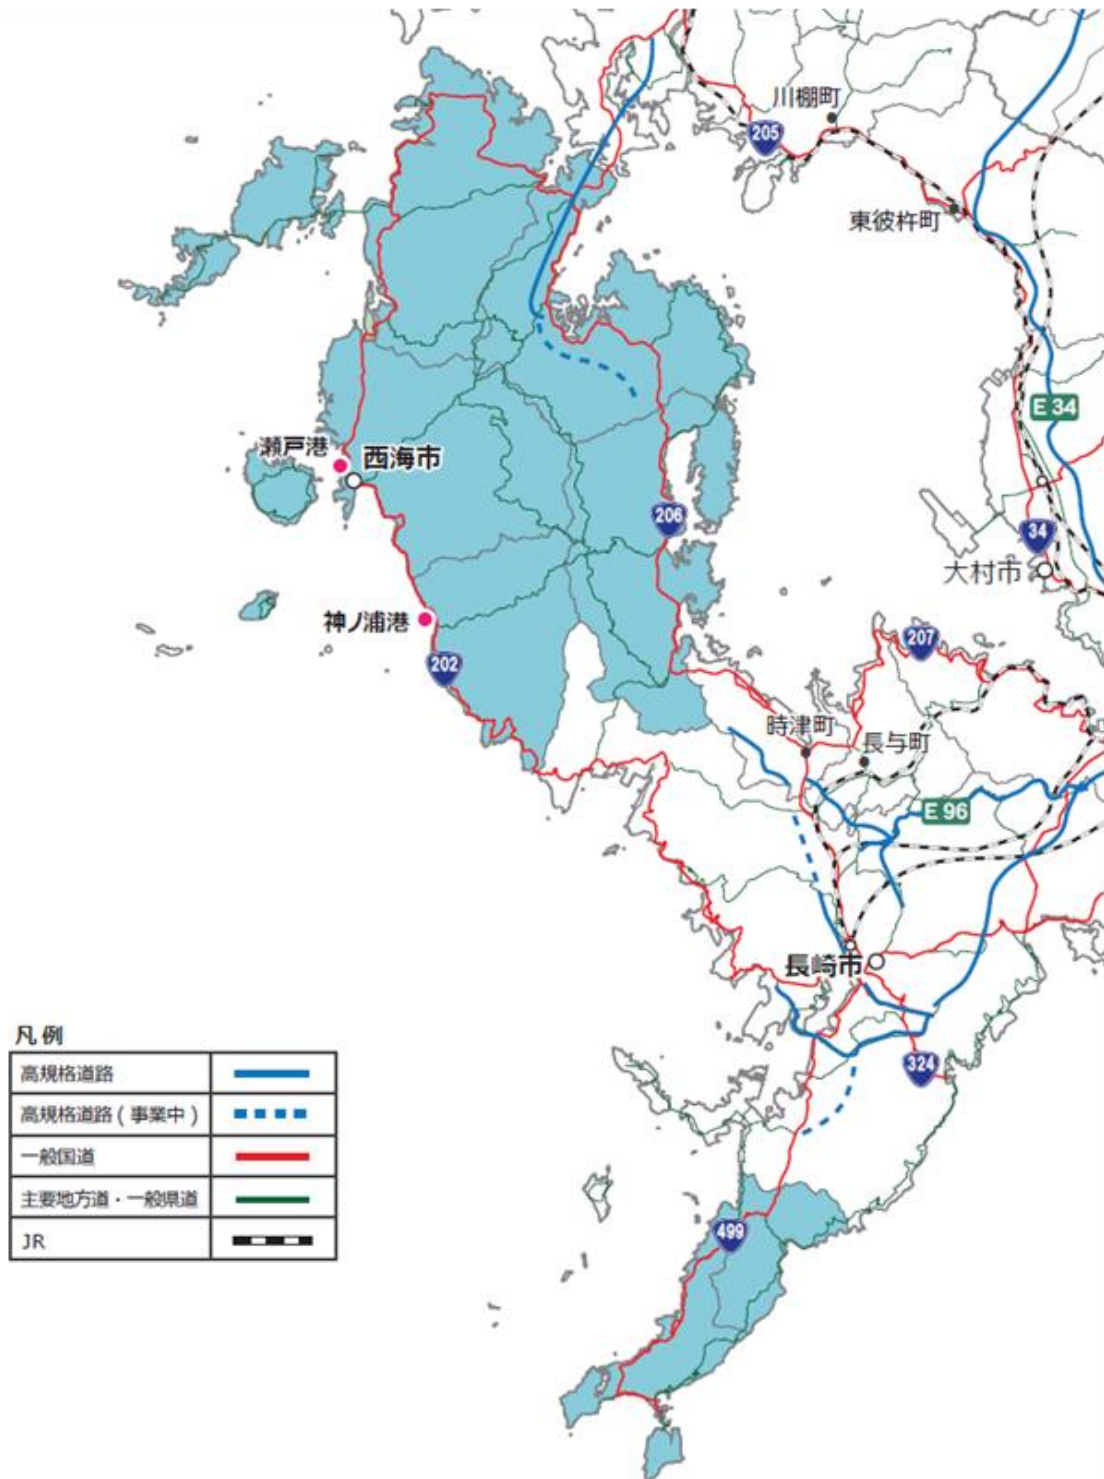 川棚町
205
東彼杵町
E 34
瀬戸港
西海市
206
34
大村市
神ノ浦港
207
202
時津町
長与町
E 96
長崎市
324
凡例
高規格道路
高規格道路 ( 事業中 )
一般国道
主要地方道・一般県道
JR
499